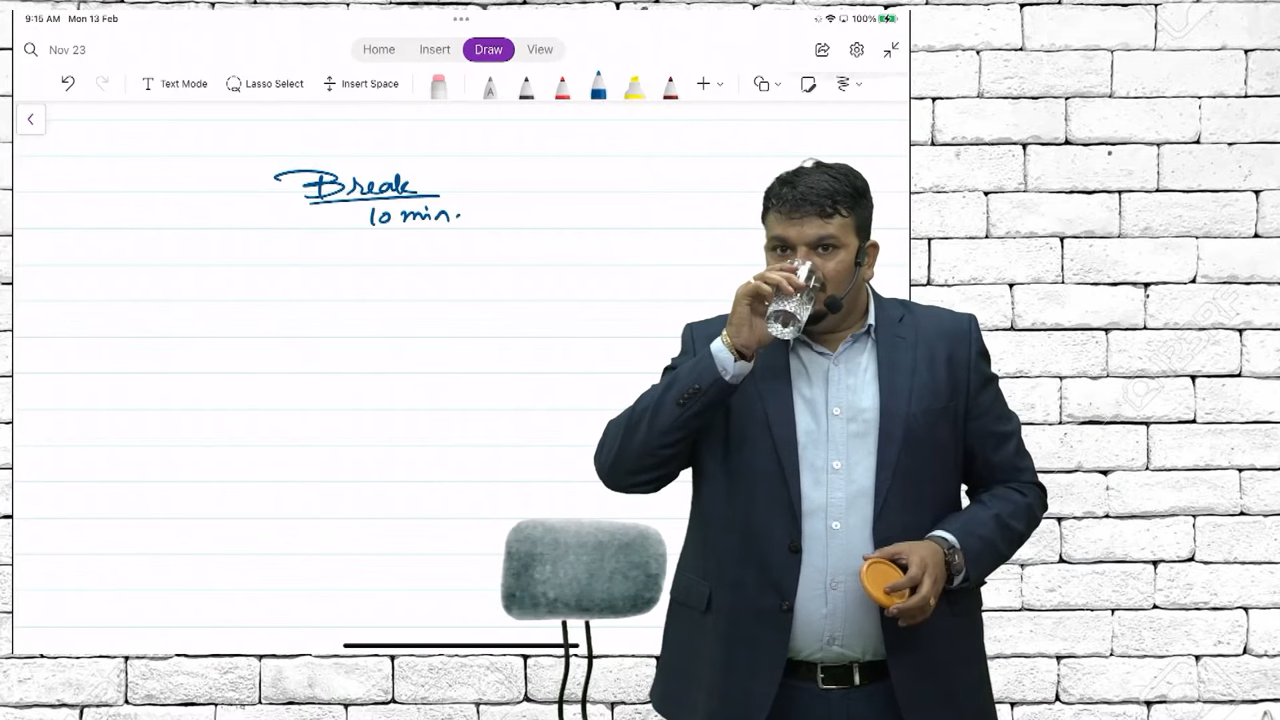 9:15 AM Mon 13 Feb
100%
Nov 23
Home Insert Draw View
Text Mode Lasso Select Insert Space
Break
10 min.